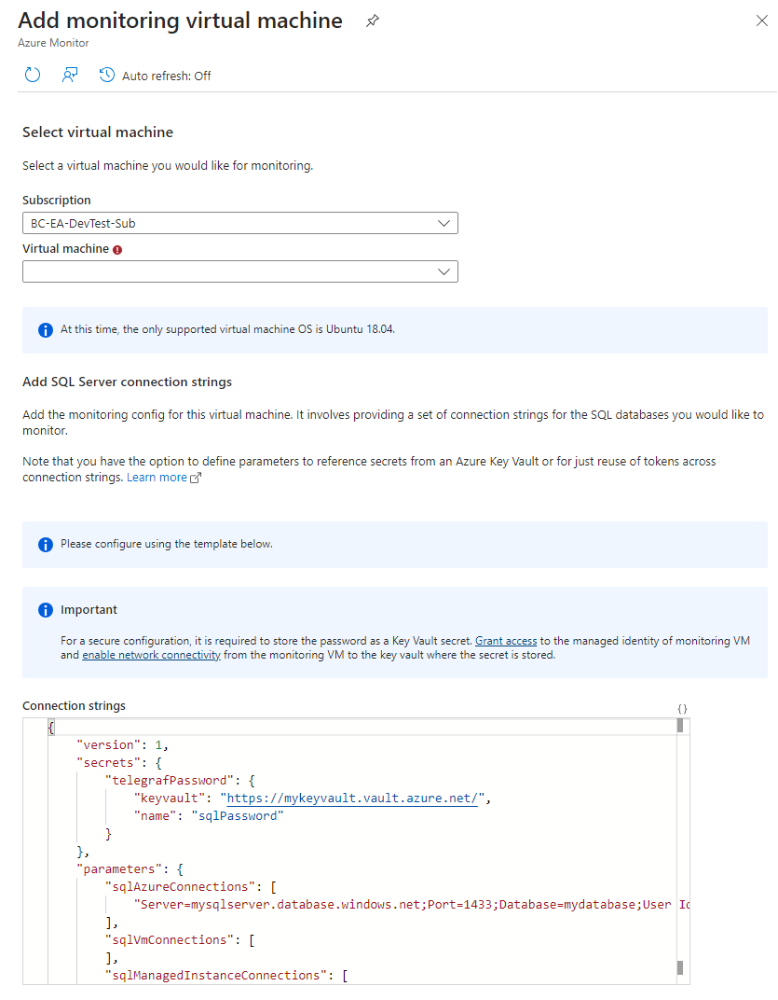 Add monitoring virtual machine
Azure Monitor
Auto refresh: Off
Select virtual machine
Select a virtual machine you would like for monitoring.
Subscription
BC-EA-DevTest-Sub
Virtual machine
At this time, the only supported virtual machine OS is Ubuntu 18.04.
Add SQL Server connection strings
Add the monitoring config for this virtual machine. It involves providing a set of connection strings for the SQL databases you would like to
monitor.
Note that you have the option to define parameters to reference secrets from an Azure Key Vault or for just reuse of tokens across
connection strings. Learn more
Please configure using the template below.
Important
For a secure configuration, it is required to store the password as a Key Vault secret. Grant access to the managed identity of monitoring VM
and enable network connectivity from the monitoring VM to the key vault where the secret is stored.
Connection strings
{}
{
"version": 1,
"secrets": {
"telegrafPassword": {
"keyvault": "https://mykeyvault.vault.azure.net/",
"name": "sqlPassword"
}
},
"parameters": {
"sqlAzureConnections": [
"Server=mysqlserver.database.windows.net;Port=1433;Database=mydatabase;User
],
"sqlVmConnections": [
],
"sqlManagedInstanceConnections": [